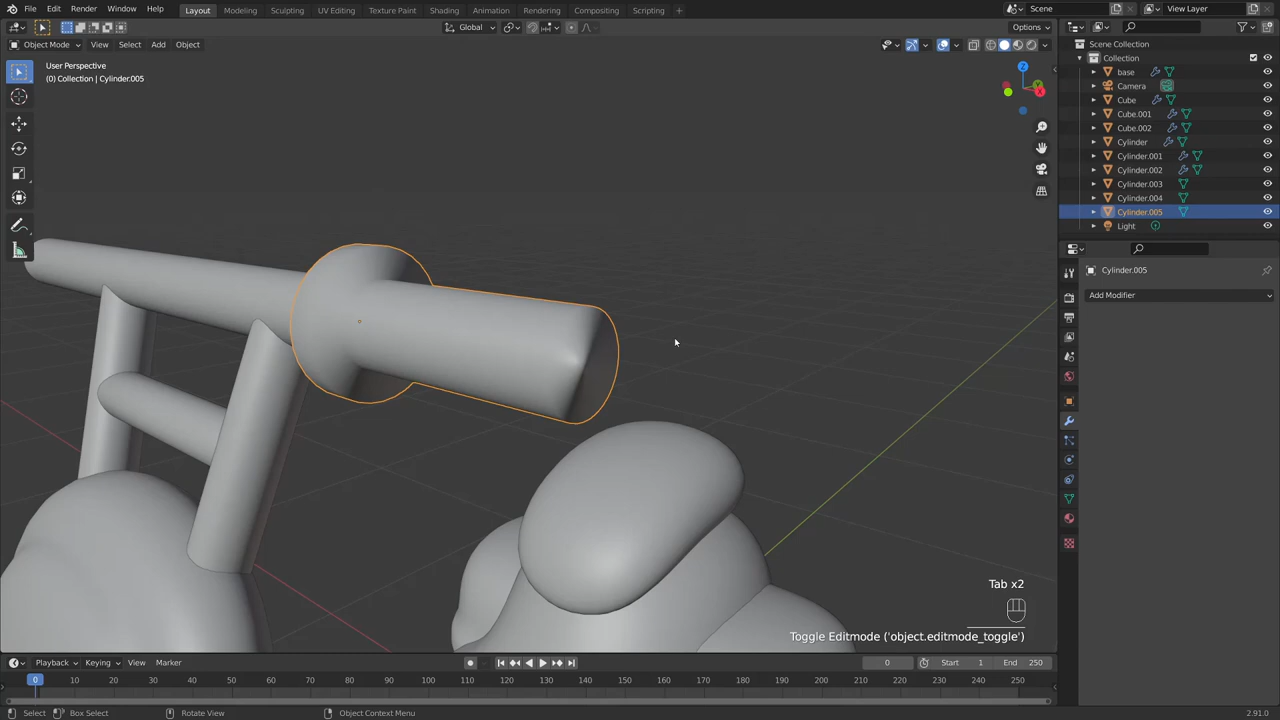 File Edit Render Window Help Layout Modeling Sculpting UV Editing Texture Paint Shading Animation Rendering Compositing Scripting + Scene View Layer
Global Options
Object Mode View Select Add Object
User Perspective
(0) Collection | Cylinder.005
Scene Collection
Collection
base
Camera
Cube
Cube.001
Cube.002
Cylinder
Cylinder.001
Cylinder.002
Cylinder.003
Cylinder.004
Cylinder.005
Light
Cylinder.005
Add Modifier
Z
X
Tab x2
Toggle Editmode ('object.editmode_toggle')
Playback Keying View Marker 0 Start 1 End 250
0 10 20 30 40 50 60 70 80 90 100 110 120 130 140 150 160 170 180 190 200 210 220 230 240 250
Select Box Select Rotate View Object Context Menu 2.91.0